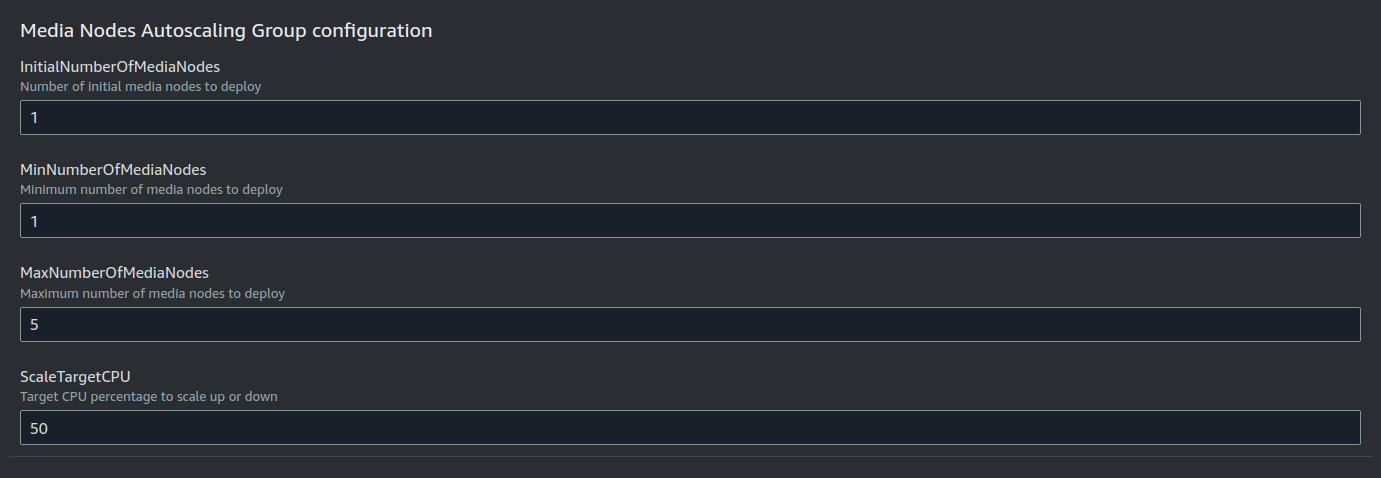 Media Nodes Autoscaling Group configuration
InitialNumberOfMediaNodes
Number of initial media nodes to deploy
1
MinNumberOfMediaNodes
Minimum number of media nodes to deploy
1
MaxNumberOfMediaNodes
Maximum number of media nodes to deploy
5
ScaleTargetCPU
Target CPU percentage to scale up or down
50